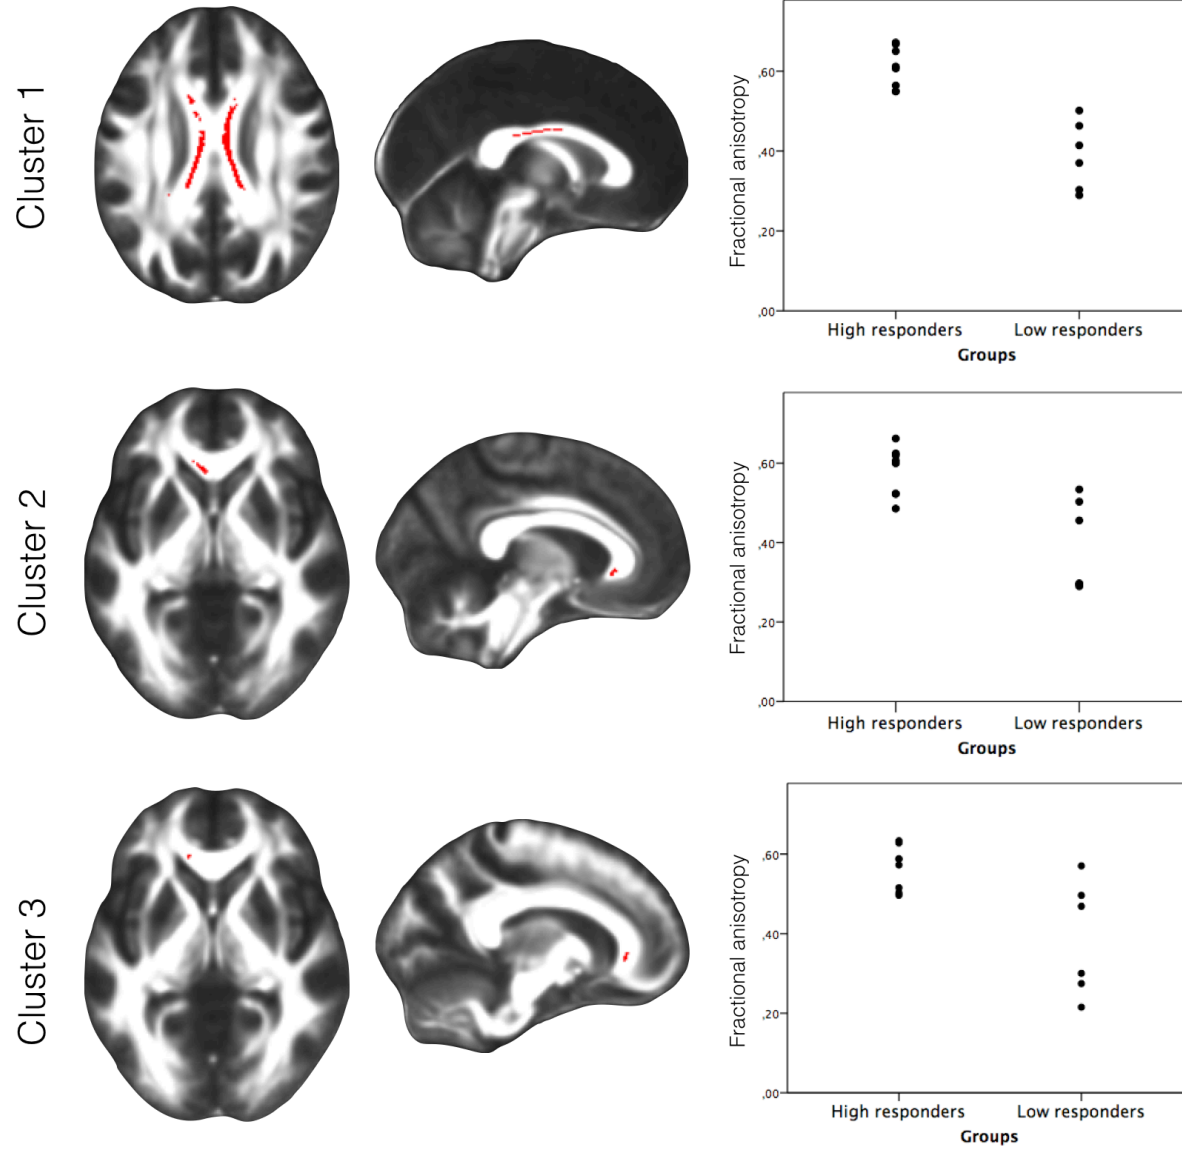 Cluster 1
Fractional anisotropy
,60
,40
,20
,00
High responders
Low responders
Groups
Cluster 2
Fractional anisotropy
,60
,40
,20
,00
High responders
Low responders
Groups
Cluster 3
Fractional anisotropy
,60
,40
,20
,00
High responders
Low responders
Groups